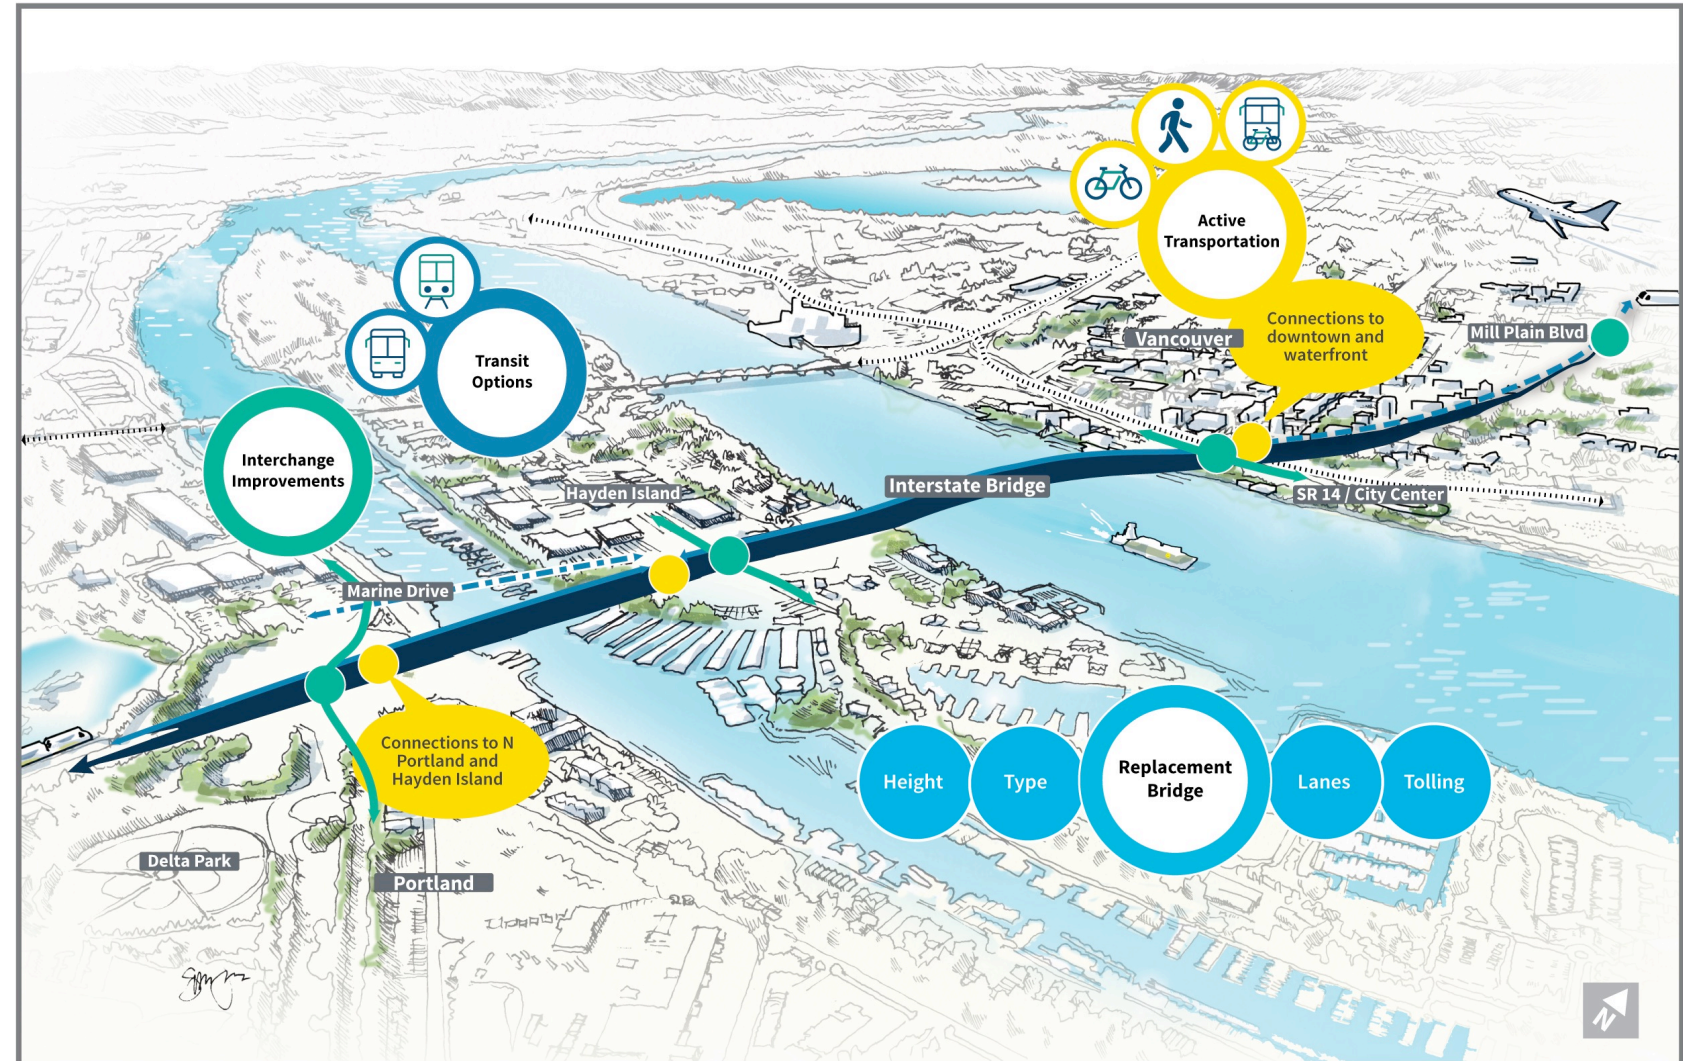 Active
Transportation
Connections to
downtown and
waterfront
Vancouver
Mill Plain Blvd
Transit
Options
Interchange
Improvements
Hayden Island
Interstate Bridge
SR 14 / City Center
Marine Drive
Connections to N
Portland and
Hayden Island
Height
Type
Replacement
Bridge
Lanes
Tolling
Delta Park
Portland
N